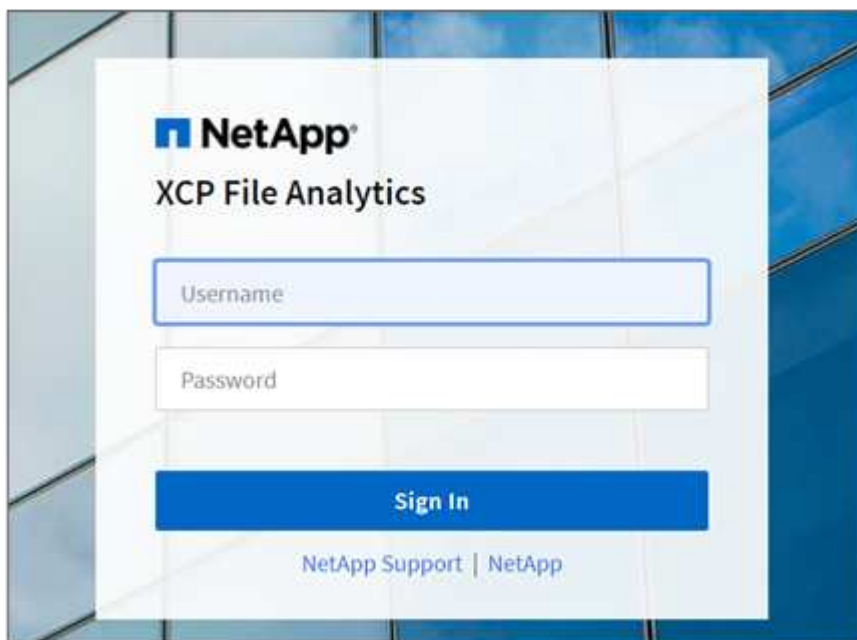 NetApp®
XCP File Analytics
Username
Password
Sign In
NetApp Support | NetApp